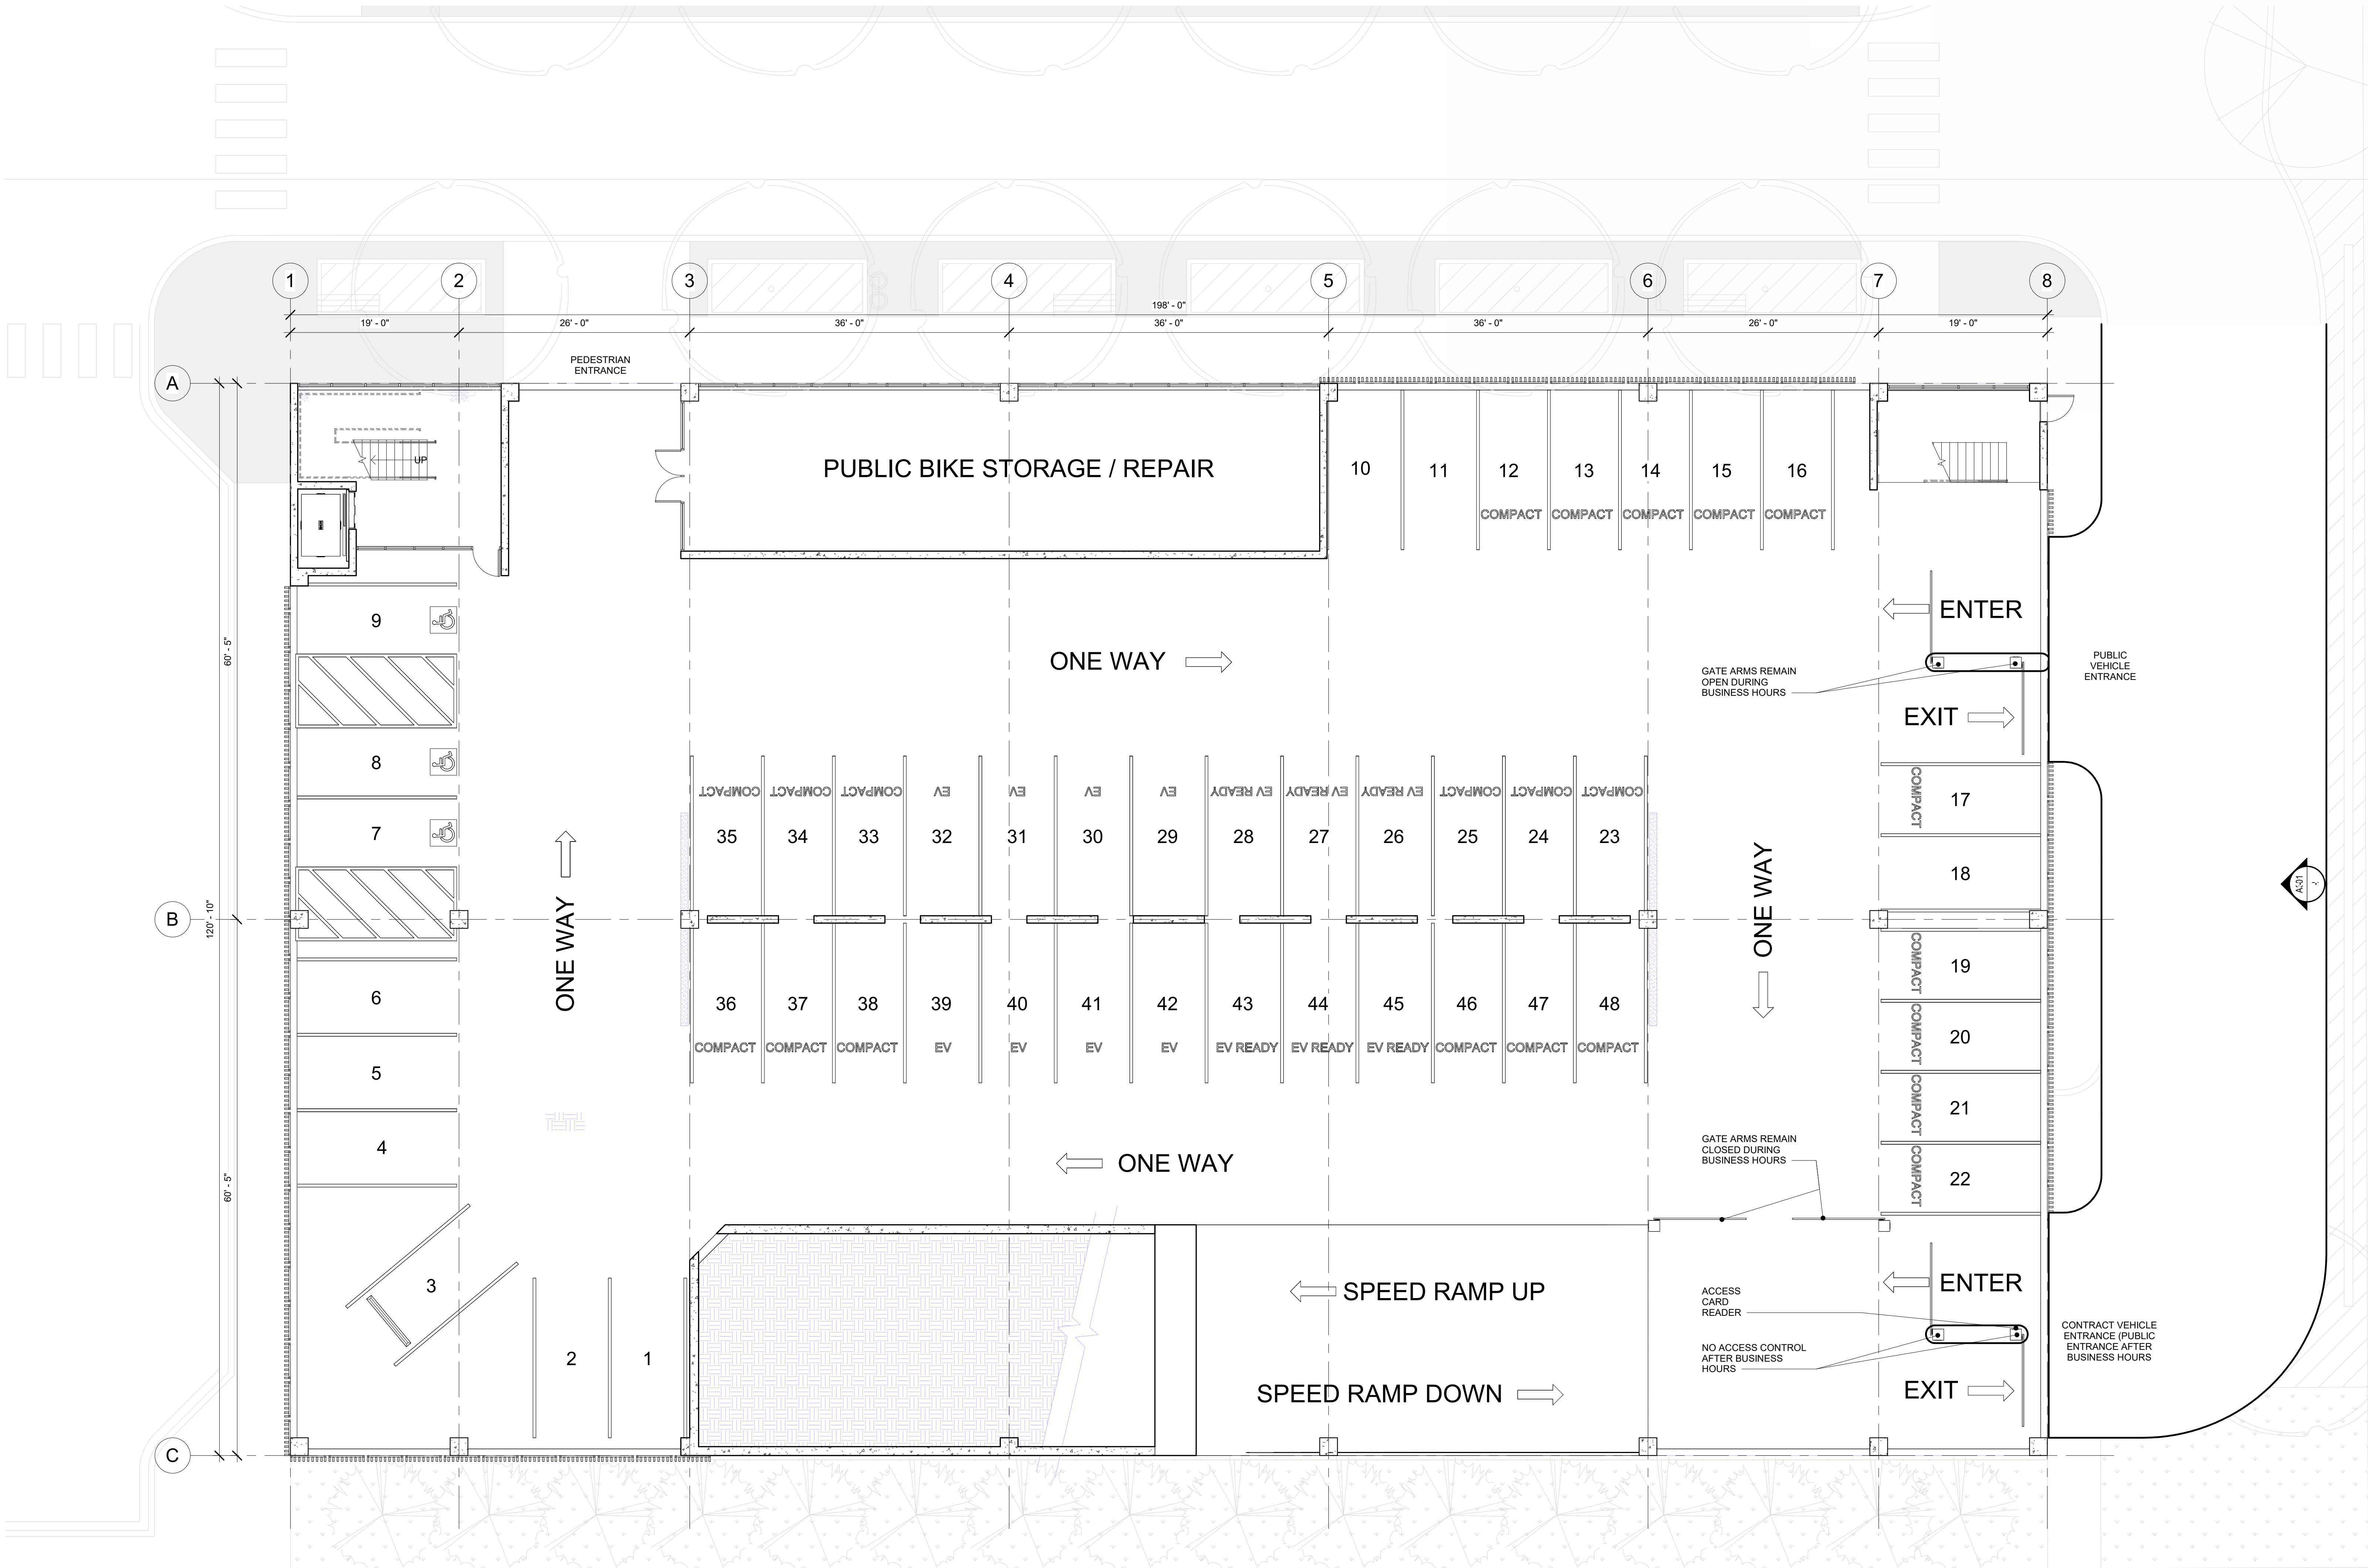 1
2
3
4
5
6
7
8
198' - 0"
19' - 0"
26' - 0"
36' - 0"
36' - 0"
36' - 0"
26' - 0"
19' - 0"
PEDESTRIAN
ENTRANCE
A
UP
PUBLIC BIKE STORAGE / REPAIR
10
11
12
13
14
15
16
COMPACT
COMPACT
COMPACT
COMPACT
COMPACT
9
ENTER
60' - 5"
ONE WAY
GATE ARMS REMAIN
OPEN DURING
BUSINESS HOURS
PUBLIC
VEHICLE
ENTRANCE
EXIT
8
COMPACT
COMPACT
COMPACT
EV
EV
EV
EV
EV READY
EV READY
EV READY
COMPACT
COMPACT
COMPACT
COMPACT
17
7
35
34
33
32
31
30
29
28
27
26
25
24
23
18
B
120' - 10"
ONE WAY
ONE WAY
COMPACT
19
6
36
37
38
39
40
41
42
43
44
45
46
47
48
COMPACT
20
COMPACT
COMPACT
COMPACT
EV
EV
EV
EV
EV READY
EV READY
EV READY
COMPACT
COMPACT
COMPACT
5
COMPACT
21
4
ONE WAY
GATE ARMS REMAIN
CLOSED DURING
BUSINESS HOURS
COMPACT
22
60' - 5"
3
SPEED RAMP UP
ENTER
ACCESS
CARD
READER
2
1
NO ACCESS CONTROL
AFTER BUSINESS
HOURS
CONTRACT VEHICLE
ENTRANCE (PUBLIC
ENTRANCE AFTER
BUSINESS HOURS
SPEED RAMP DOWN
EXIT
C